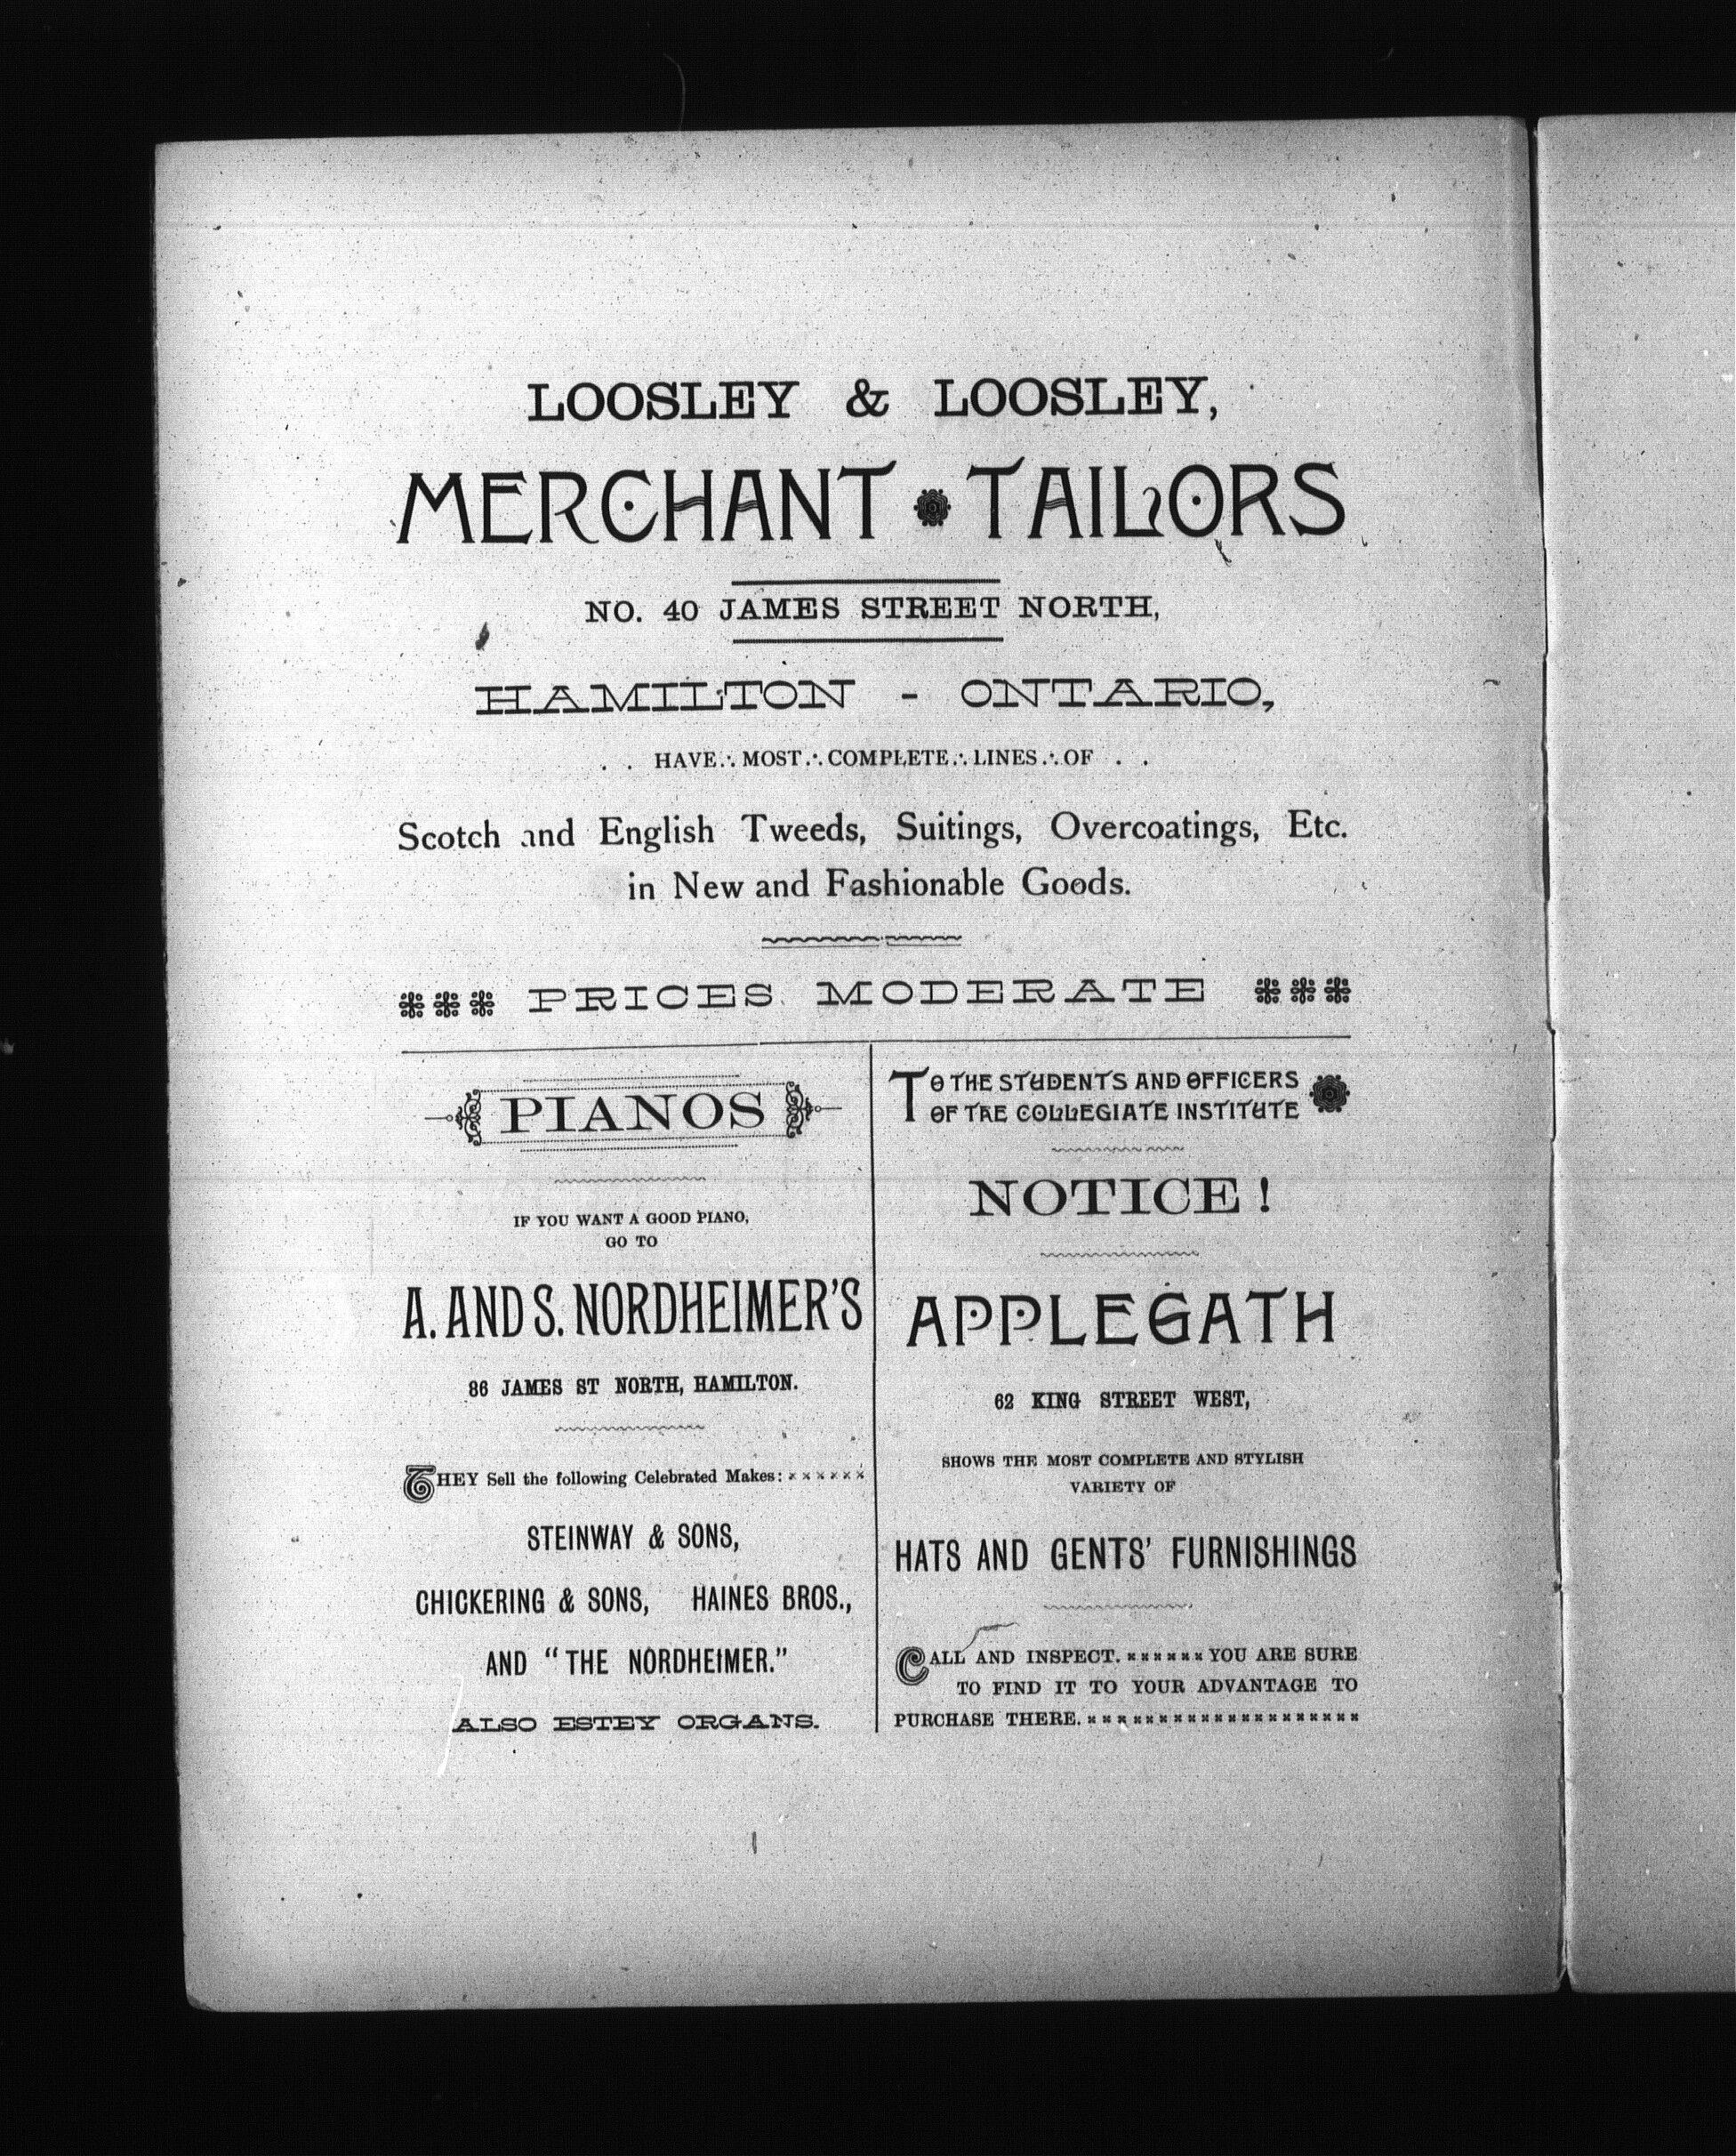 LOOSLEY & LOOSLEY,
MERCHANT TAILORS
NO. 40 JAMES STREET NORTH,
HAMILTON - ONTARIO,
. . HAVE ∴ MOST ∴ COMPLETE ∴ LINES ∴ OF . .
Scotch and English Tweeds, Suitings, Overcoatings, Etc.
in New and Fashionable Goods.
PRICES MODERATE
PIANOS
IF YOU WANT A GOOD PIANO,
GO TO
A. AND S. NORDHEIMER'S
86 JAMES ST NORTH, HAMILTON.
THEY Sell the following Celebrated Makes: × × × × × ×
STEINWAY & SONS,
CHICKERING & SONS, HAINES BROS.,
AND "THE NORDHEIMER."
ALSO ESTEY ORGANS.
TO THE STUDENTS AND OFFICERS
OF THE COLLEGIATE INSTITUTE
NOTICE!
APPLEGATH
62 KING STREET WEST,
SHOWS THE MOST COMPLETE AND STYLISH
VARIETY OF
HATS AND GENTS' FURNISHINGS
CALL AND INSPECT. × × × × × × YOU ARE SURE
TO FIND IT TO YOUR ADVANTAGE TO
PURCHASE THERE. × × × × × × × × × × × × × × × × × × × ×